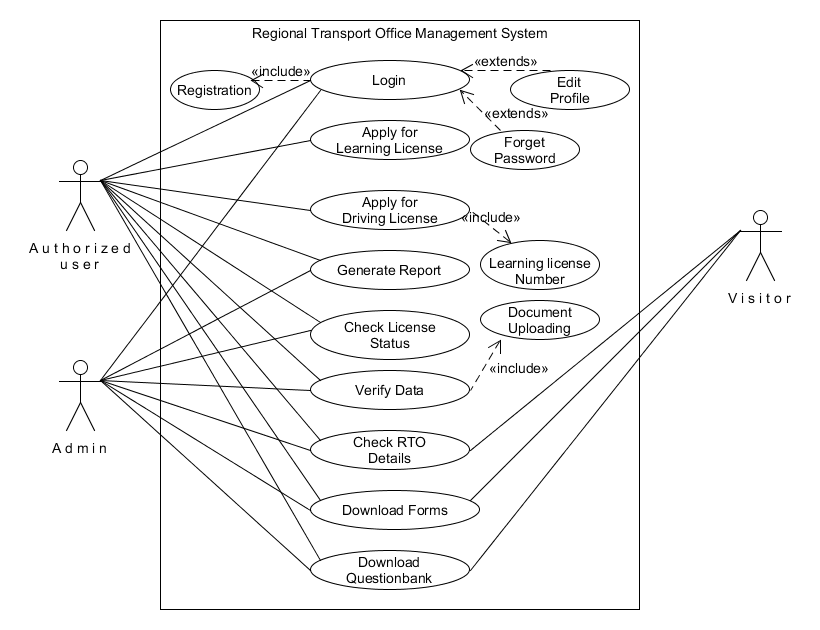 Regional Transport Office Management System
«include»
«extends»
Registration
Login
Edit
Profile
«extends»
Apply for
Learning License
Forget
Password
Authorized
user
Apply for
Driving License
«include»
Learning license
Number
Generate Report
Visitor
Document
Uploading
Check License
Status
«include»
Verify Data
Admin
Check RTO
Details
Download Forms
Download
Questionbank